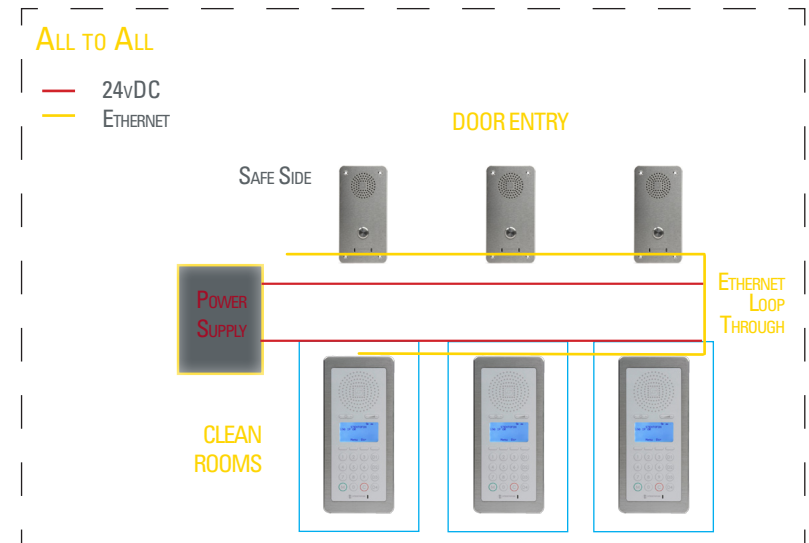 All to All
24vDC
Ethernet
DOOR ENTRY
Safe Side
Power
Supply
Ethernet
Loop
Through
CLEAN
ROOMS